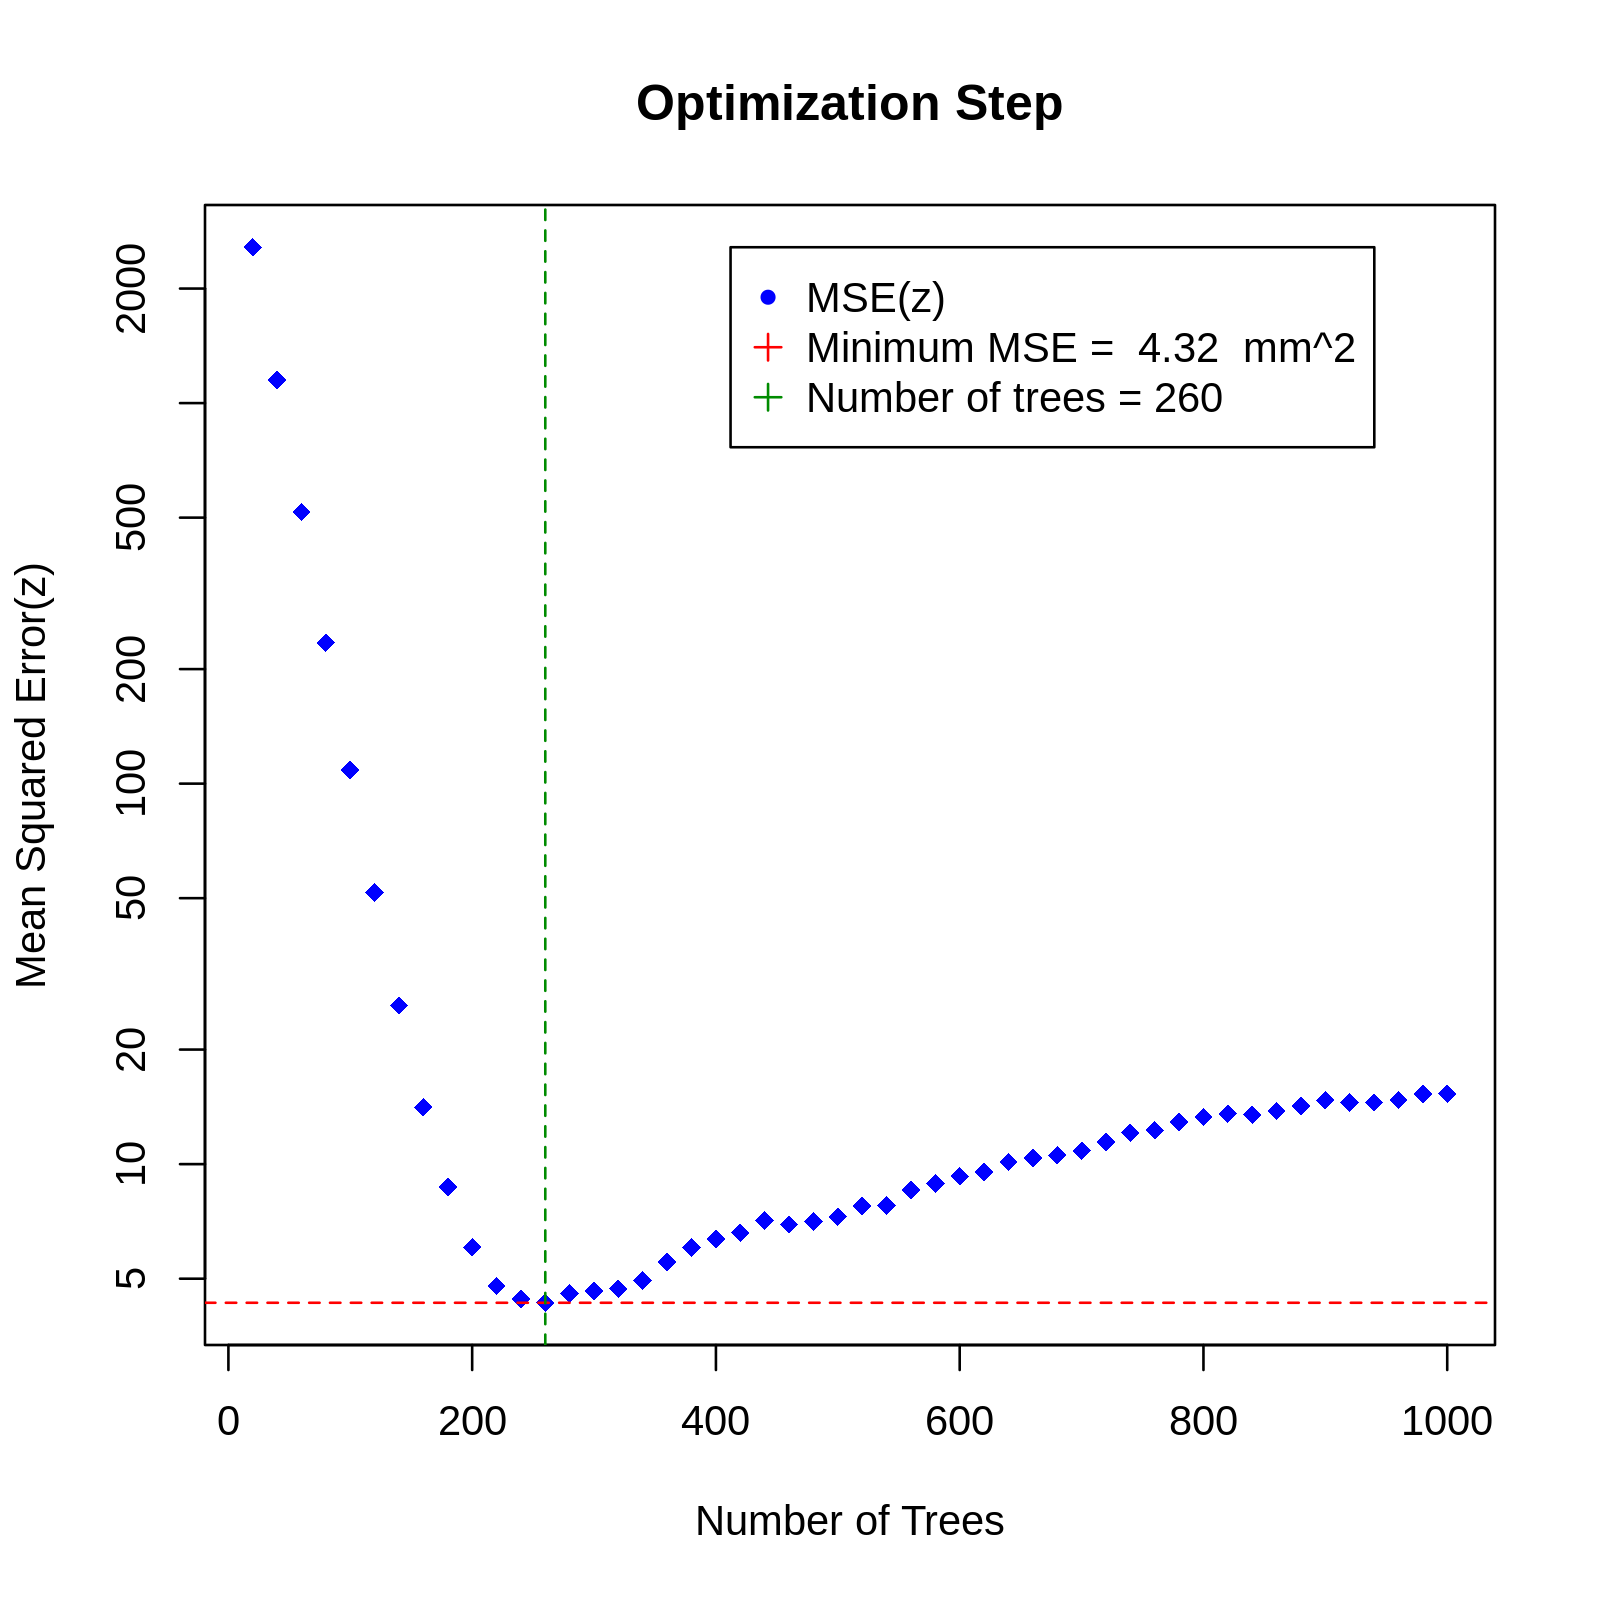 Optimization Step
MSE(z)
Minimum MSE =  4.32  mm^2
Number of trees = 260
Mean Squared Error(z)
2000
500
200
100
50
20
10
5
0 200 400 600 800 1000
Number of Trees